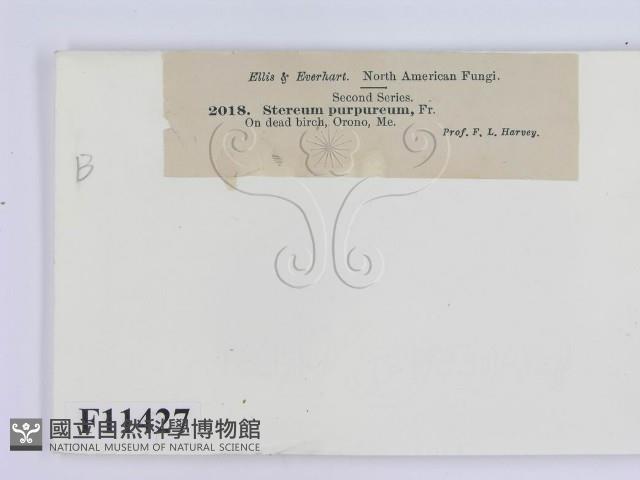 Ellis & Everhart. North American Fungi.
Second Series.
2018. Stereum purpureum, Fr.
On dead birch, Orono, Me.
Prof. F. L. Harvey.
B
F11427
國立自然科學博物館
NATIONAL MUSEUM OF NATURAL SCIENCE